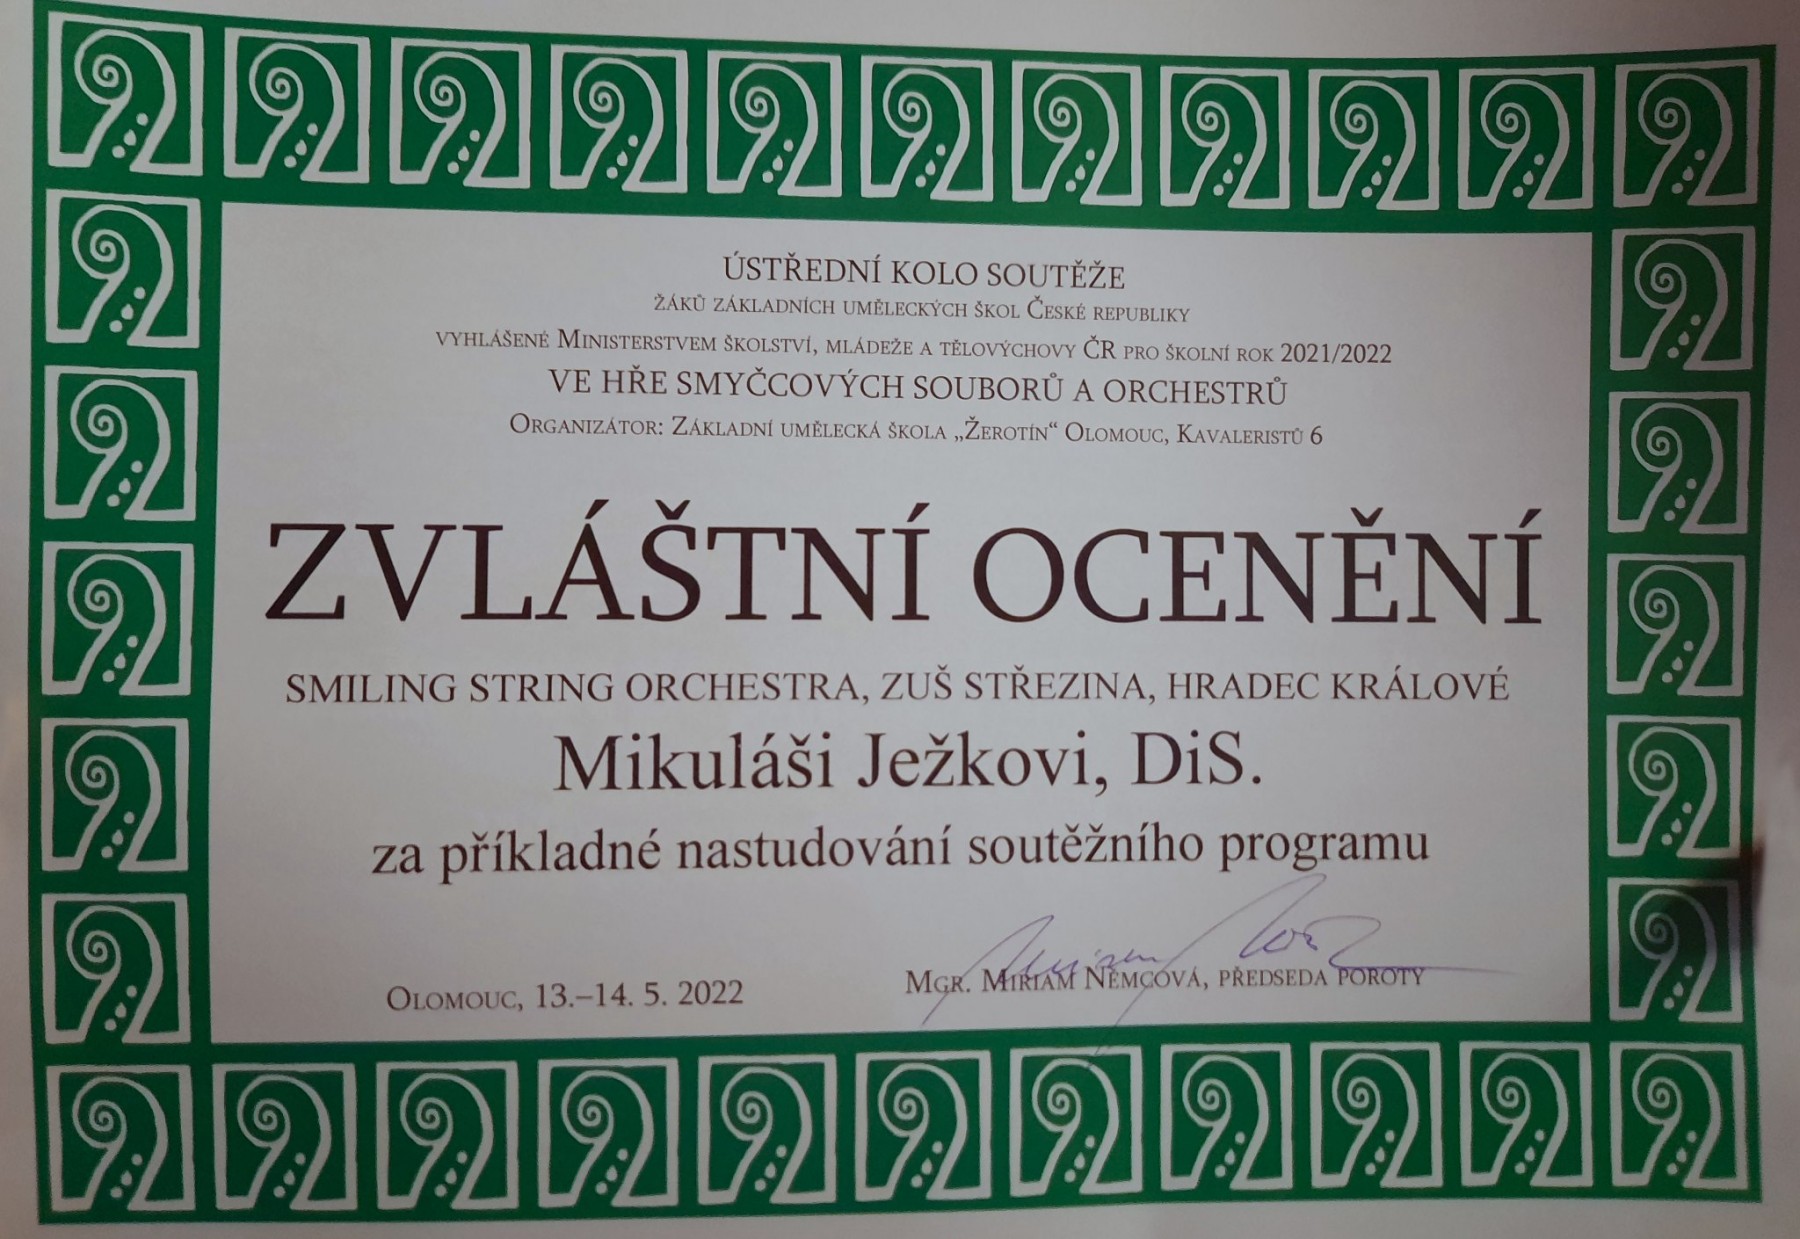 ÚSTŘEDNÍ KOLO SOUTĚŽE
ŽÁKŮ ZÁKLADNÍCH UMĚLECKÝCH ŠKOL ČESKÉ REPUBLIKY
VYHLÁŠENÉ MINISTERSTVEM ŠKOLSTVÍ, MLÁDEŽE A TĚLOVÝCHOVY ČR PRO ŠKOLNÍ ROK 2021/2022
VE HŘE SMYČCOVÝCH SOUBORŮ A ORCHESTRŮ
ORGANIZÁTOR: ZÁKLADNÍ UMĚLECKÁ ŠKOLA „ŽEROTÍN“ OLOMOUC, KAVALERISTŮ 6
ZVLÁŠTNÍ OCENĚNÍ
SMILING STRING ORCHESTRA, ZUŠ STŘEZINA, HRADEC KRÁLOVÉ
Mikuláši Ježkovi, DiS.
za příkladné nastudování soutěžního programu
OLOMOUC, 13.–14. 5. 2022
MGR. MIRIAM NĚMCOVÁ, PŘEDSEDA POROTY